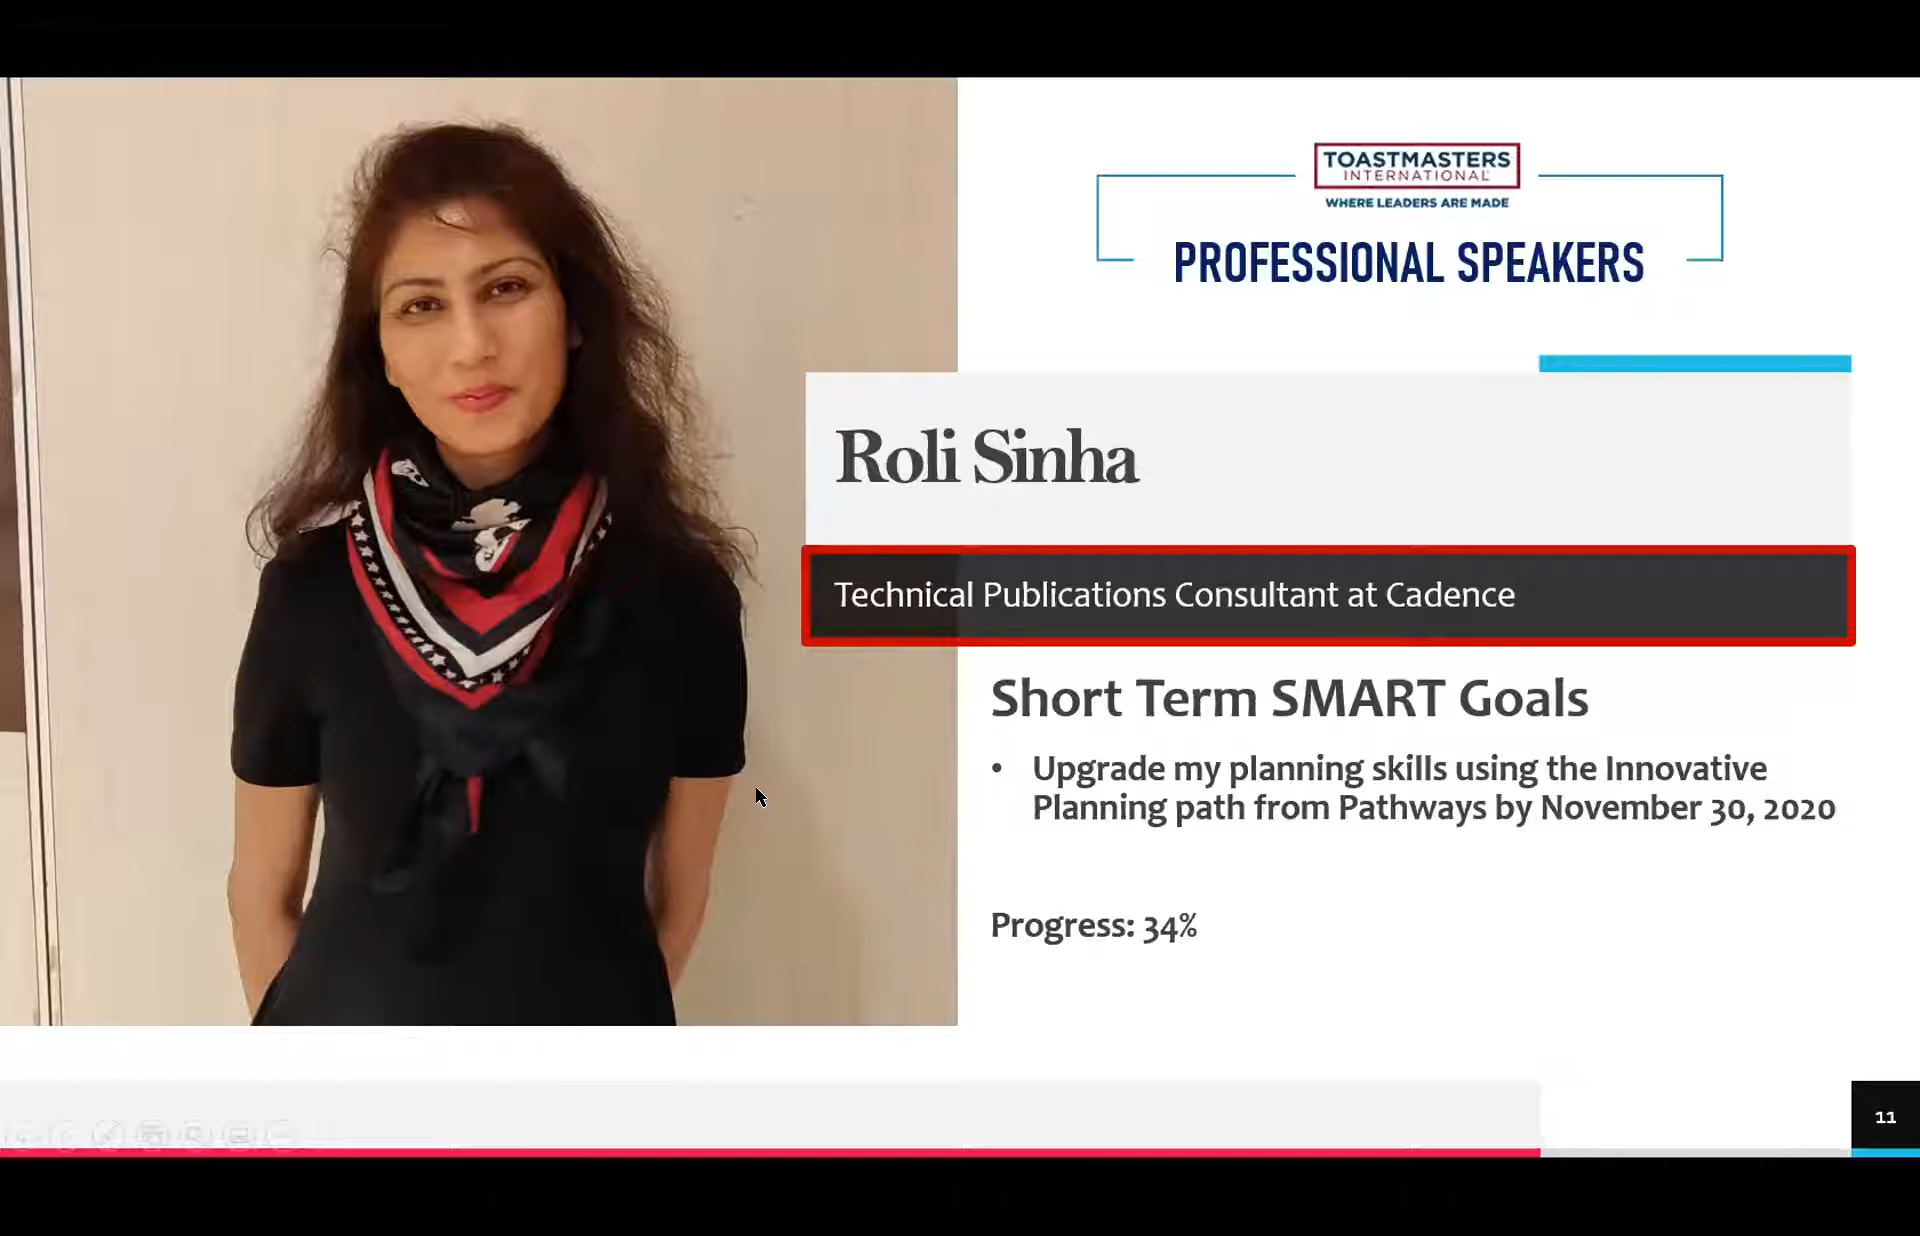 TOASTMASTERS
INTERNATIONAL
WHERE LEADERS ARE MADE
PROFESSIONAL SPEAKERS
Roli Sinha
Technical Publications Consultant at Cadence
Short Term SMART Goals
• Upgrade my planning skills using the Innovative
Planning path from Pathways by November 30, 2020
Progress: 34%
11